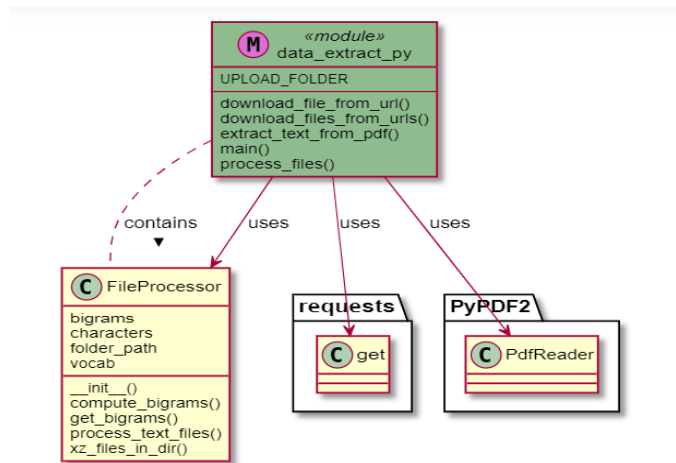 M «module»
data_extract_py
UPLOAD_FOLDER
download_file_from_url()
download_files_from_urls()
extract_text_from_pdf()
main()
process_files()
contains
uses
uses
uses
C FileProcessor
bigrams
characters
folder_path
vocab
__init__()
compute_bigrams()
get_bigrams()
process_text_files()
xz_files_in_dir()
requests
C get
PyPDF2
C PdfReader